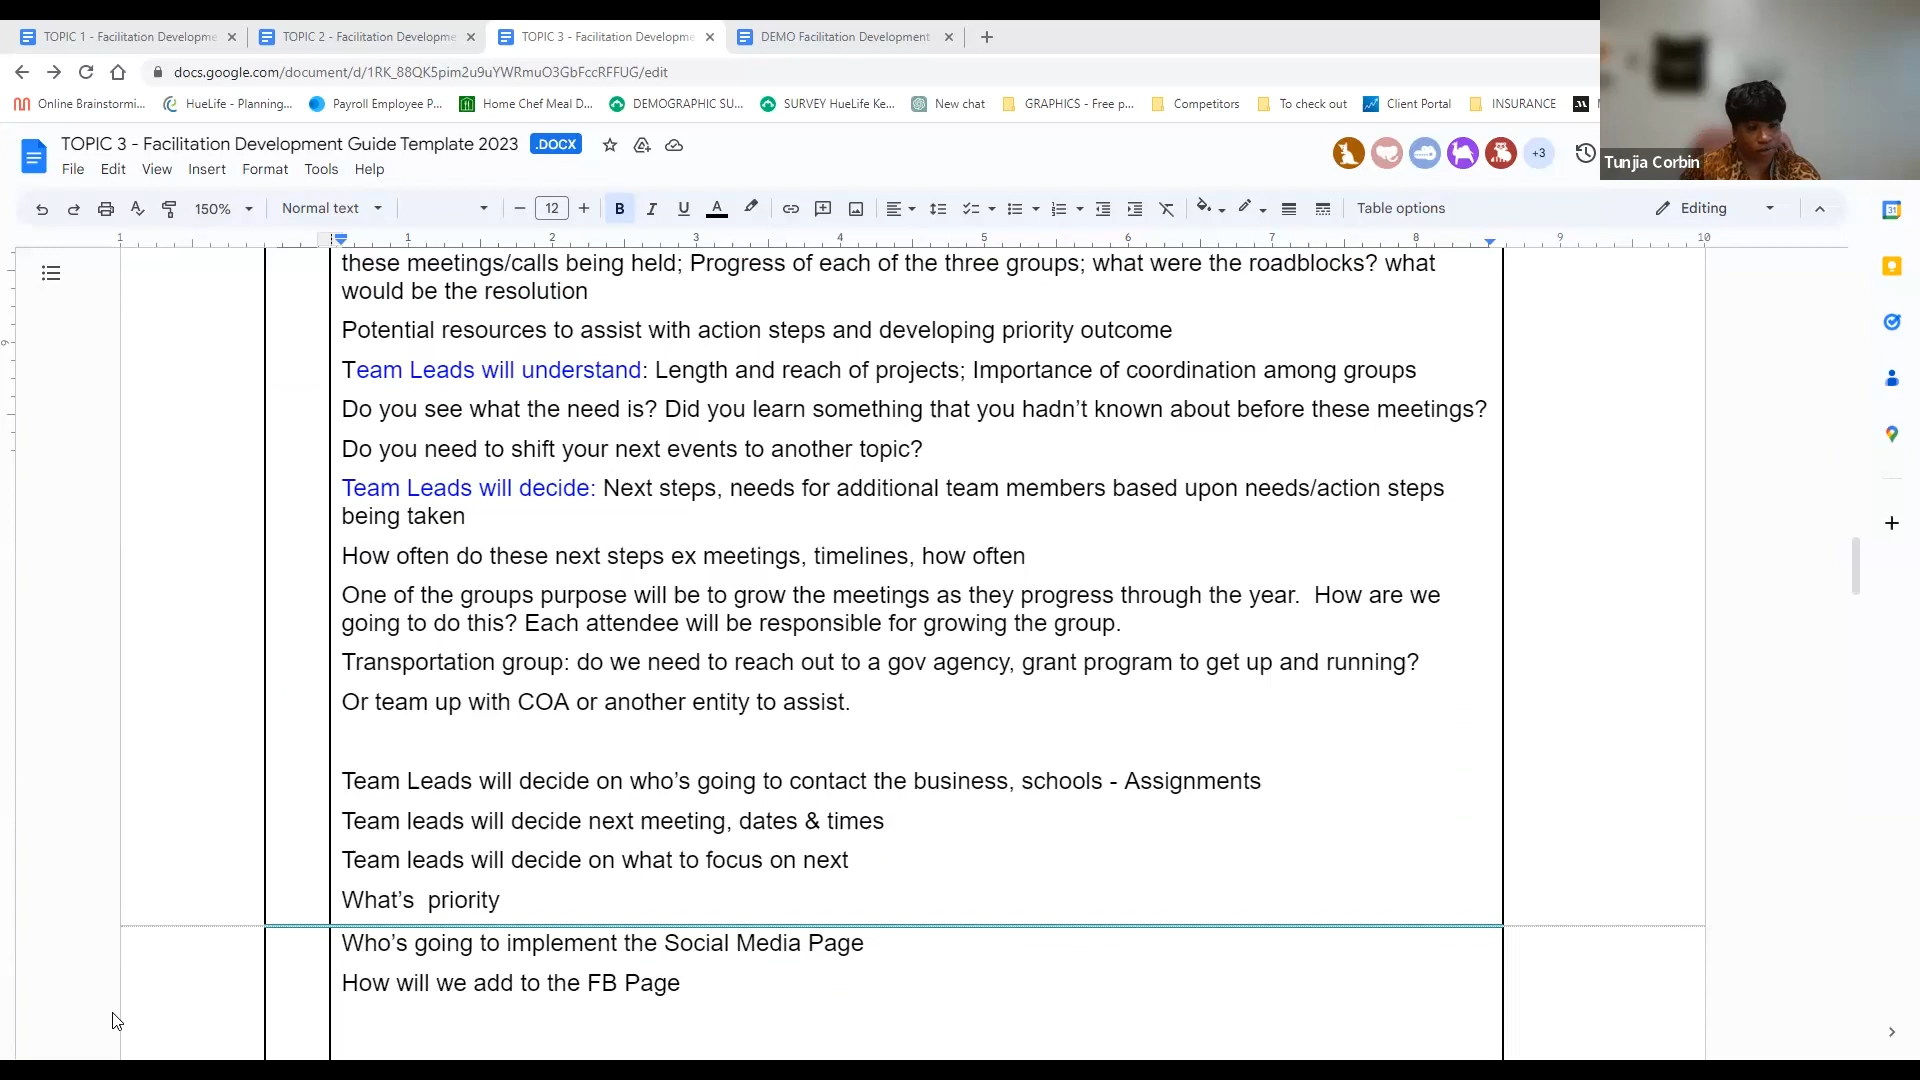 TOPIC 1 - Facilitation Developme
TOPIC 2 - Facilitation Developme
TOPIC 3 - Facilitation Developme
DEMO Facilitation Development
docs.google.com/document/d/1RK_88QK5pim2u9uYWRmuO3GbFccRFFUG/edit
Online Brainstormi...
HueLife - Planning...
Payroll Employee P...
Home Chef Meal D...
DEMOGRAPHIC SU...
SURVEY HueLife Ke...
New chat
GRAPHICS - Free p...
Competitors
To check out
Client Portal
INSURANCE
TOPIC 3 - Facilitation Development Guide Template 2023 .DOCX
+3
Tunjia Corbin
File Edit View Insert Format Tools Help
150% Normal text 12 B I U A Table options Editing
31
1 1 2 3 4 5 6 7 8 9 10
9
these meetings/calls being held; Progress of each of the three groups; what were the roadblocks? what
would be the resolution
Potential resources to assist with action steps and developing priority outcome
Team Leads will understand: Length and reach of projects; Importance of coordination among groups
Do you see what the need is? Did you learn something that you hadn’t known about before these meetings?
Do you need to shift your next events to another topic?
Team Leads will decide: Next steps, needs for additional team members based upon needs/action steps
being taken
How often do these next steps ex meetings, timelines, how often
One of the groups purpose will be to grow the meetings as they progress through the year.  How are we
going to do this? Each attendee will be responsible for growing the group.
Transportation group: do we need to reach out to a gov agency, grant program to get up and running?
Or team up with COA or another entity to assist.
Team Leads will decide on who’s going to contact the business, schools - Assignments
Team leads will decide next meeting, dates & times
Team leads will decide on what to focus on next
What’s  priority
Who’s going to implement the Social Media Page
How will we add to the FB Page